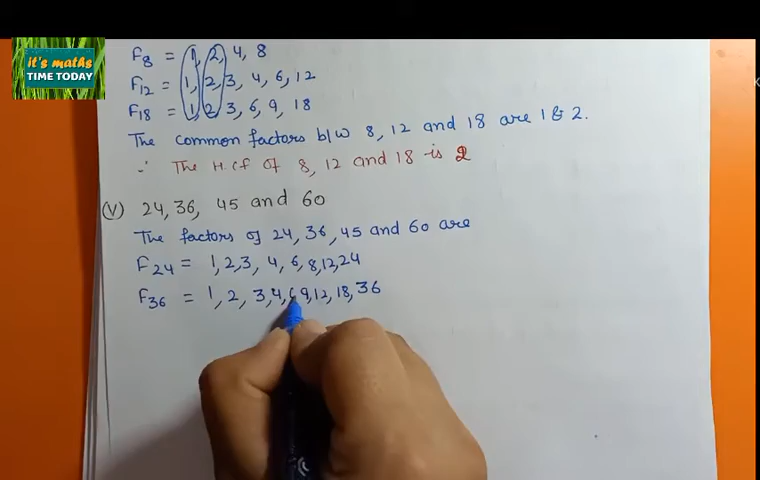 it's maths
TIME TODAY
F8 = 1, 2, 4, 8
F12 = 1, 2, 3, 4, 6, 12
F18 = 1, 2, 3, 6, 9, 18
The common factors b/w 8, 12 and 18 are 1 & 2.
∴ The H.cf of 8, 12 and 18 is 2
(v) 24, 36, 45 and 60
The factors of 24, 36, 45 and 60 are
F24 = 1, 2, 3, 4, 6, 8, 12, 24
F36 = 1, 2, 3, 4, 6 9, 12, 18, 36